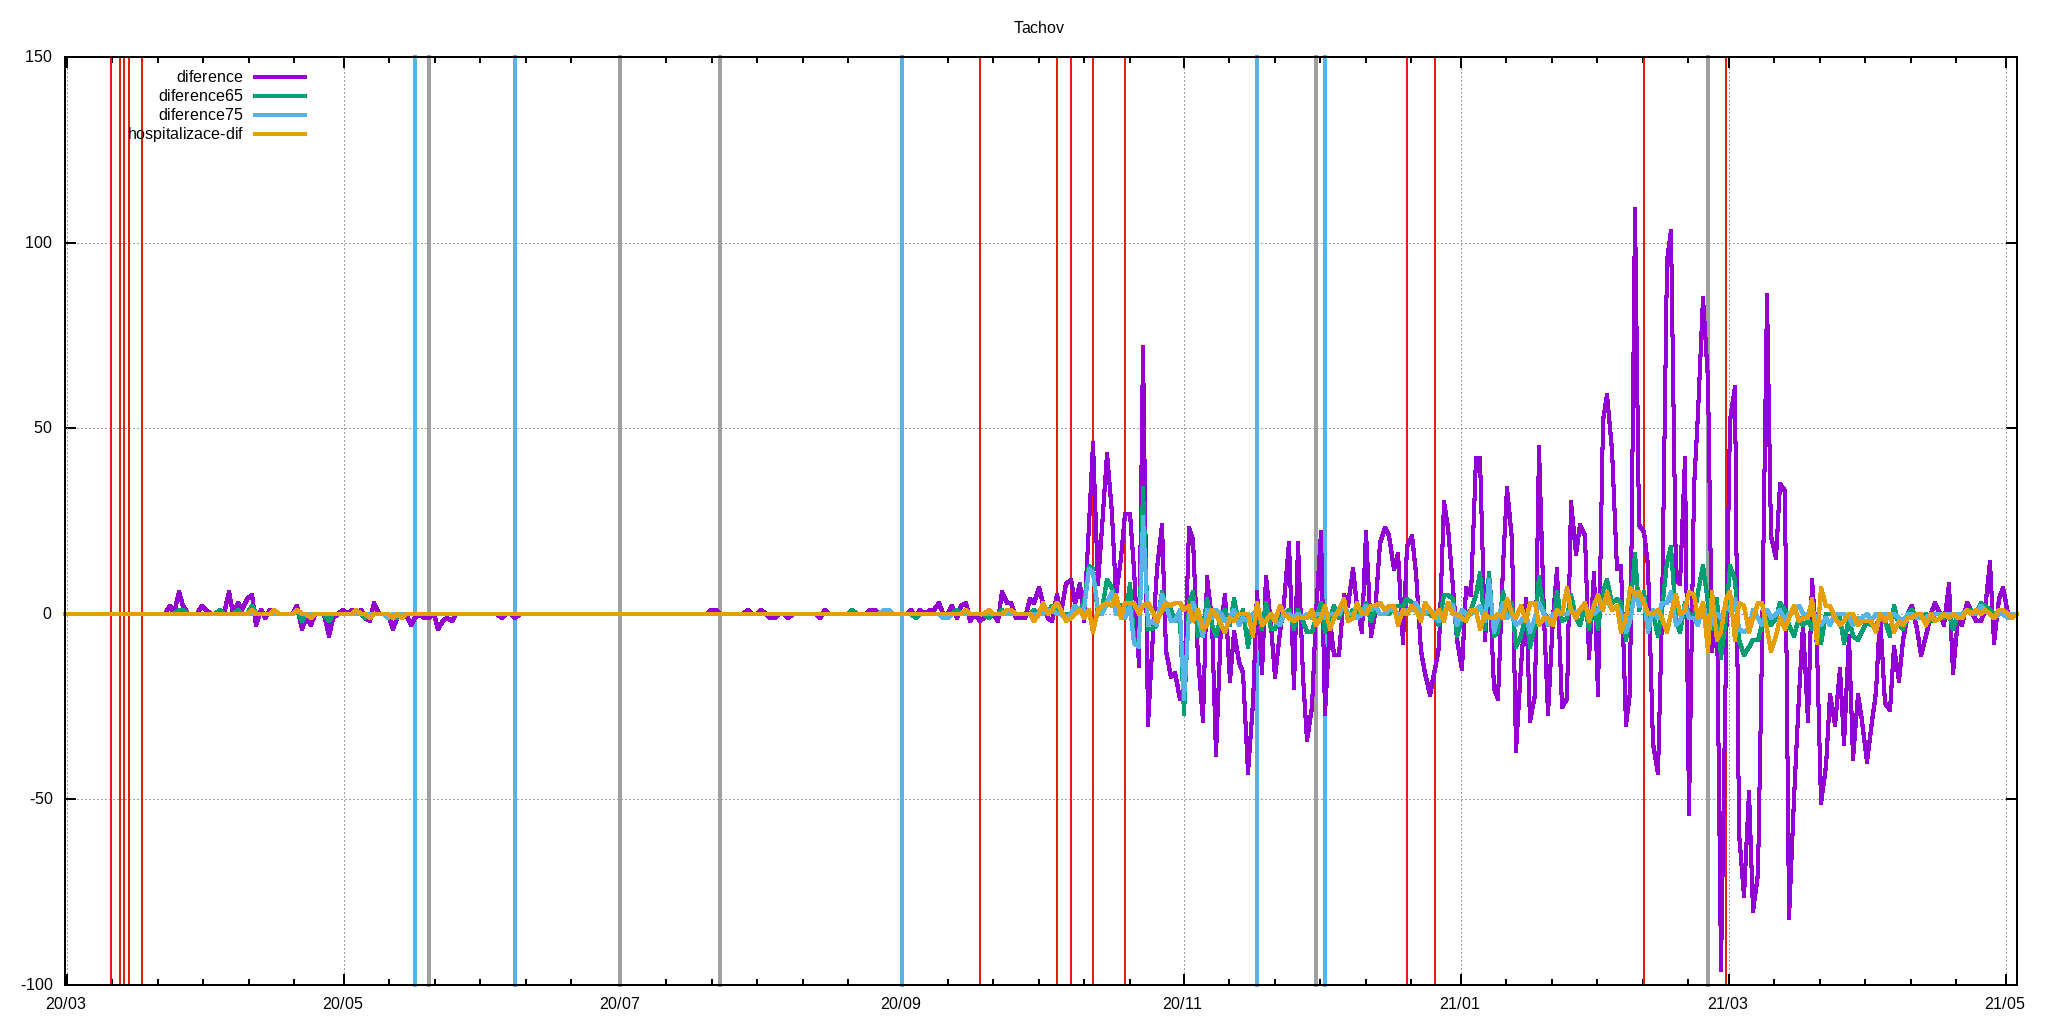 Tachov
150
diference
diference65
diference75
hospitalizace-dif
100
50
0
-50
-100
20/03 20/05 20/07 20/09 20/11 21/01 21/03 21/05